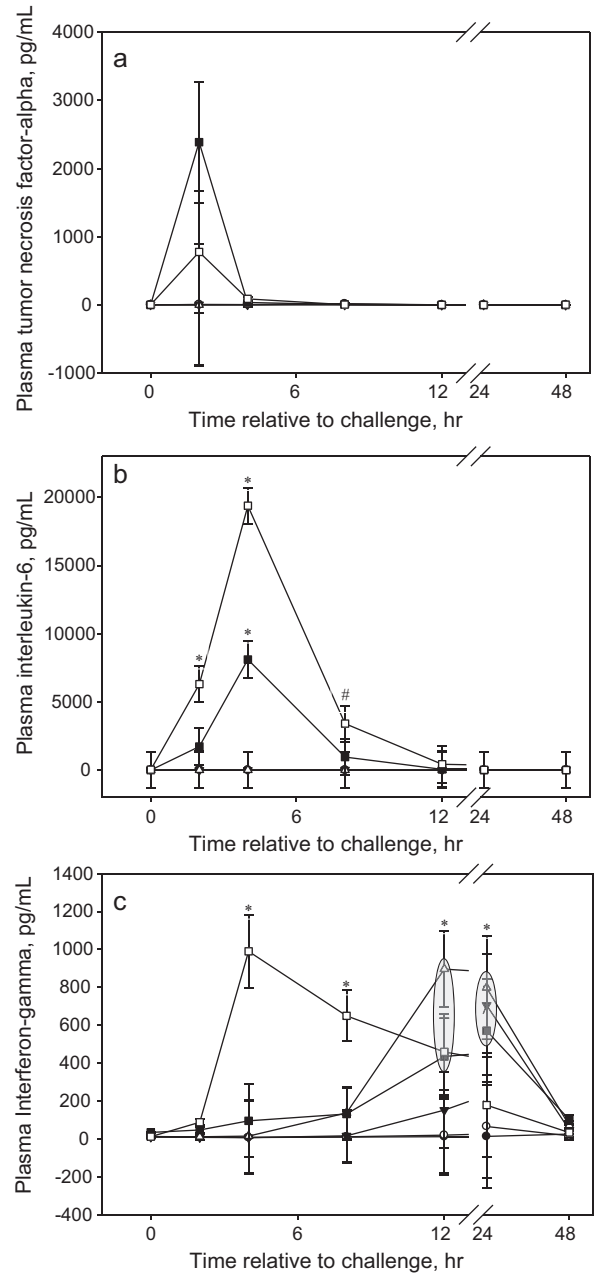 a
Plasma tumor necrosis factor-alpha, pg/mL
4000
3000
2000
1000
0
-1000
0 6 12 24 48
Time relative to challenge, hr
b
Plasma interleukin-6, pg/mL
20000
15000
10000
5000
0
*
*
*
#
0 6 12 24 48
Time relative to challenge, hr
c
Plasma Interferon-gamma, pg/mL
1400
1200
1000
800
600
400
200
0
-200
-400
*
*
*
*
0 6 12 24 48
Time relative to challenge, hr